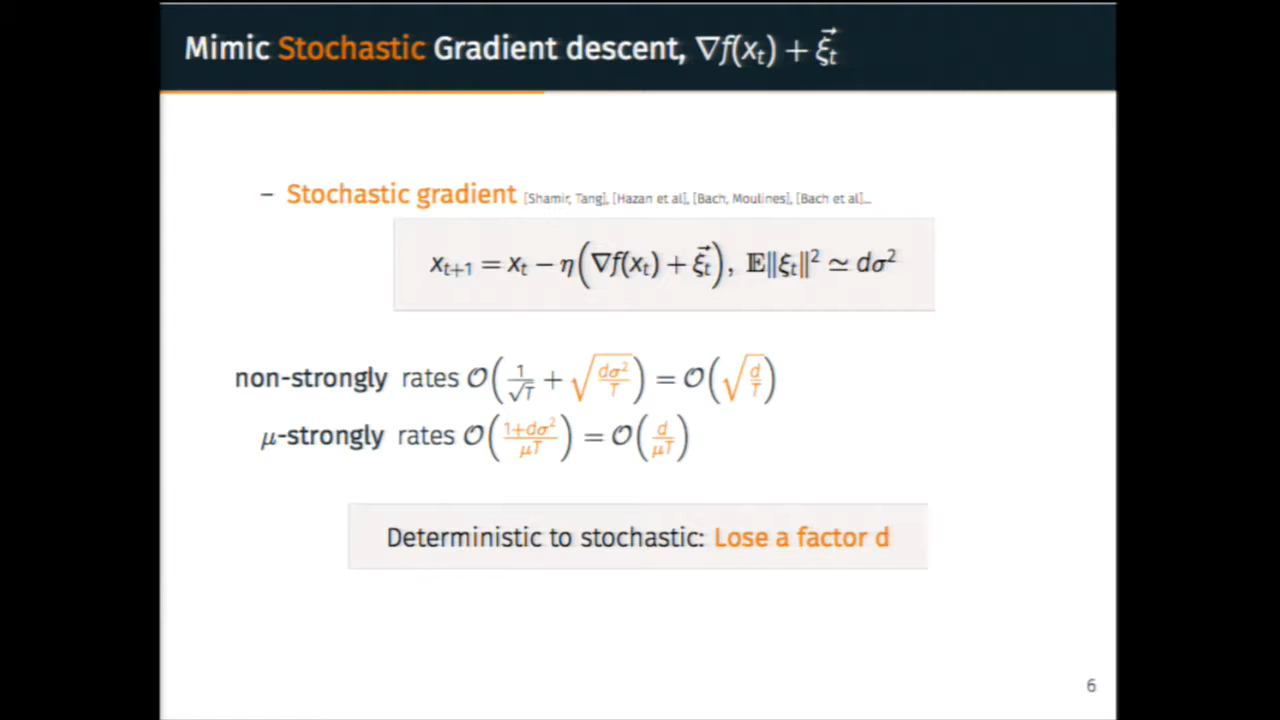 Mimic Stochastic Gradient descent, ∇f(xₜ) + ξₜ⃗
– Stochastic gradient [Shamir, Tang], [Hazan et al], [Bach, Moulines], [Bach et al]...
xₜ₊₁ = xₜ − η(∇f(xₜ) + ξₜ⃗), 𝔼‖ξₜ‖² ≃ dσ²
non-strongly rates 𝒪(1/√T + √(dσ²/T)) = 𝒪(√(d/T))
μ-strongly rates 𝒪((1+dσ²)/(μT)) = 𝒪(d/(μT))
Deterministic to stochastic: Lose a factor d
6